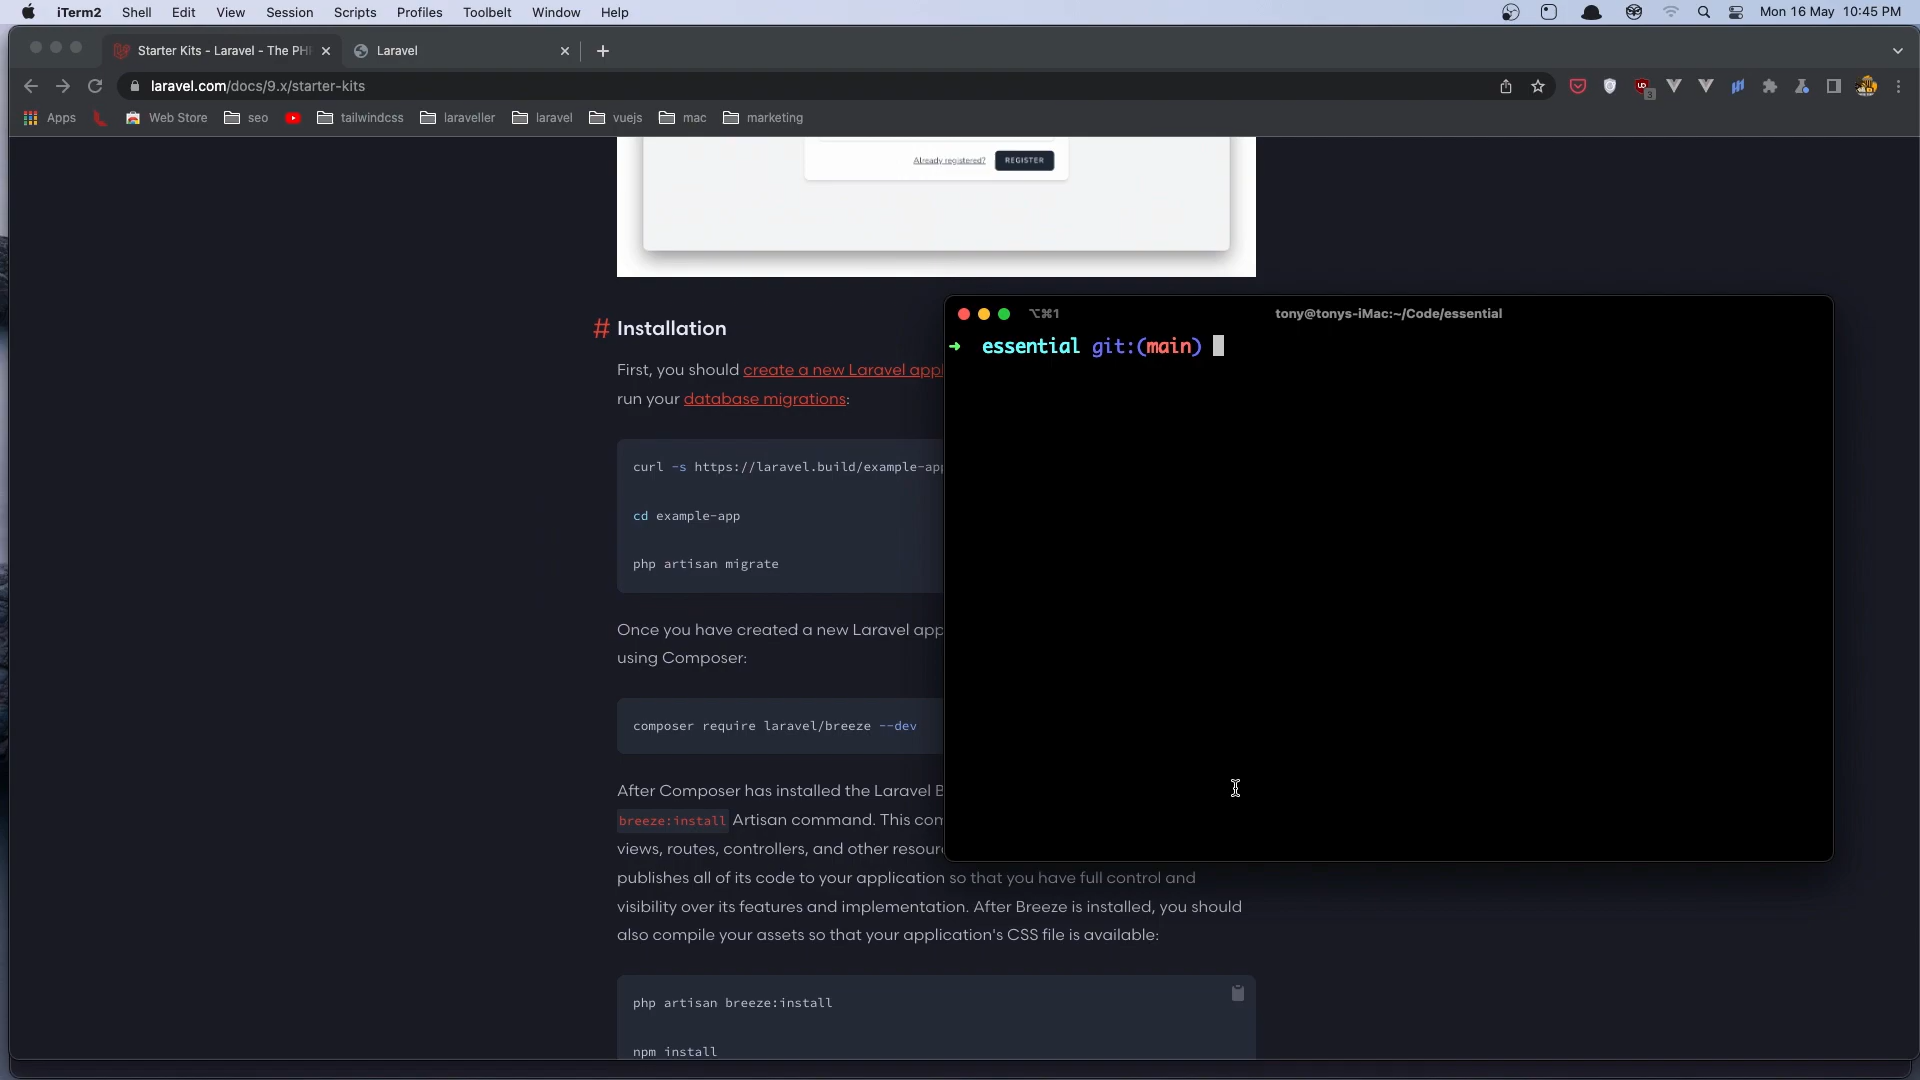 iTerm2 Shell Edit View Session Scripts Profiles Toolbelt Window Help Mon 16 May 10:45 PM
Starter Kits - Laravel - The PH Laravel
laravel.com/docs/9.x/starter-kits
Apps Web Store seo tailwindcss laraveller laravel vuejs mac marketing
Already registered? REGISTER
# Installation
First, you should create a new Laravel appl
run your database migrations:
curl -s https://laravel.build/example-app
cd example-app
php artisan migrate
Once you have created a new Laravel app
using Composer:
composer require laravel/breeze --dev
After Composer has installed the Laravel B
breeze:install Artisan command. This com
views, routes, controllers, and other resour
publishes all of its code to your application so that you have full control and
visibility over its features and implementation. After Breeze is installed, you should
also compile your assets so that your application's CSS file is available:
php artisan breeze:install
npm install
⌥⌘1 tony@tonys-iMac:~/Code/essential
➜ essential git:(main)